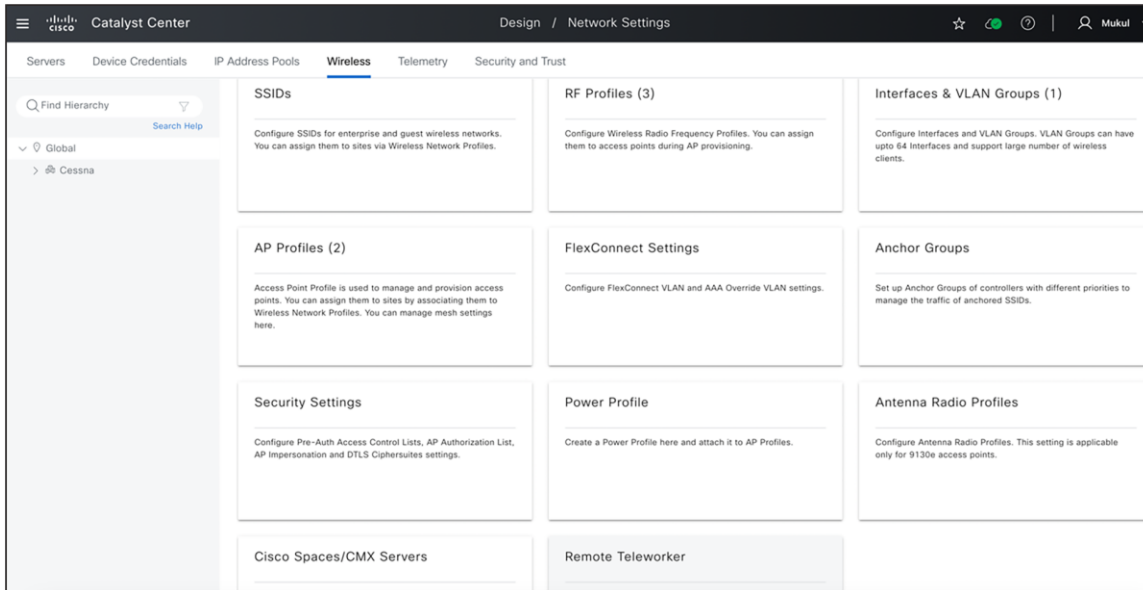 cisco
Catalyst Center
Design / Network Settings
Mukul
Servers
Device Credentials
IP Address Pools
Wireless
Telemetry
Security and Trust
Find Hierarchy
Search Help
Global
Cessna
SSIDs
Configure SSIDs for enterprise and guest wireless networks.
You can assign them to sites via Wireless Network Profiles.
RF Profiles (3)
Configure Wireless Radio Frequency Profiles. You can assign
them to access points during AP provisioning.
Interfaces & VLAN Groups (1)
Configure Interfaces and VLAN Groups. VLAN Groups can have
upto 64 Interfaces and support large number of wireless
clients.
AP Profiles (2)
Access Point Profile is used to manage and provision access
points. You can assign them to sites by associating them to
Wireless Network Profiles. You can manage mesh settings
here.
FlexConnect Settings
Configure FlexConnect VLAN and AAA Override VLAN settings.
Anchor Groups
Set up Anchor Groups of controllers with different priorities to
manage the traffic of anchored SSIDs.
Security Settings
Configure Pre-Auth Access Control Lists, AP Authorization List,
AP Impersonation and DTLS Ciphersuites settings.
Power Profile
Create a Power Profile here and attach it to AP Profiles.
Antenna Radio Profiles
Configure Antenna Radio Profiles. This setting is applicable
only for 9130e access points.
Cisco Spaces/CMX Servers
Remote Teleworker